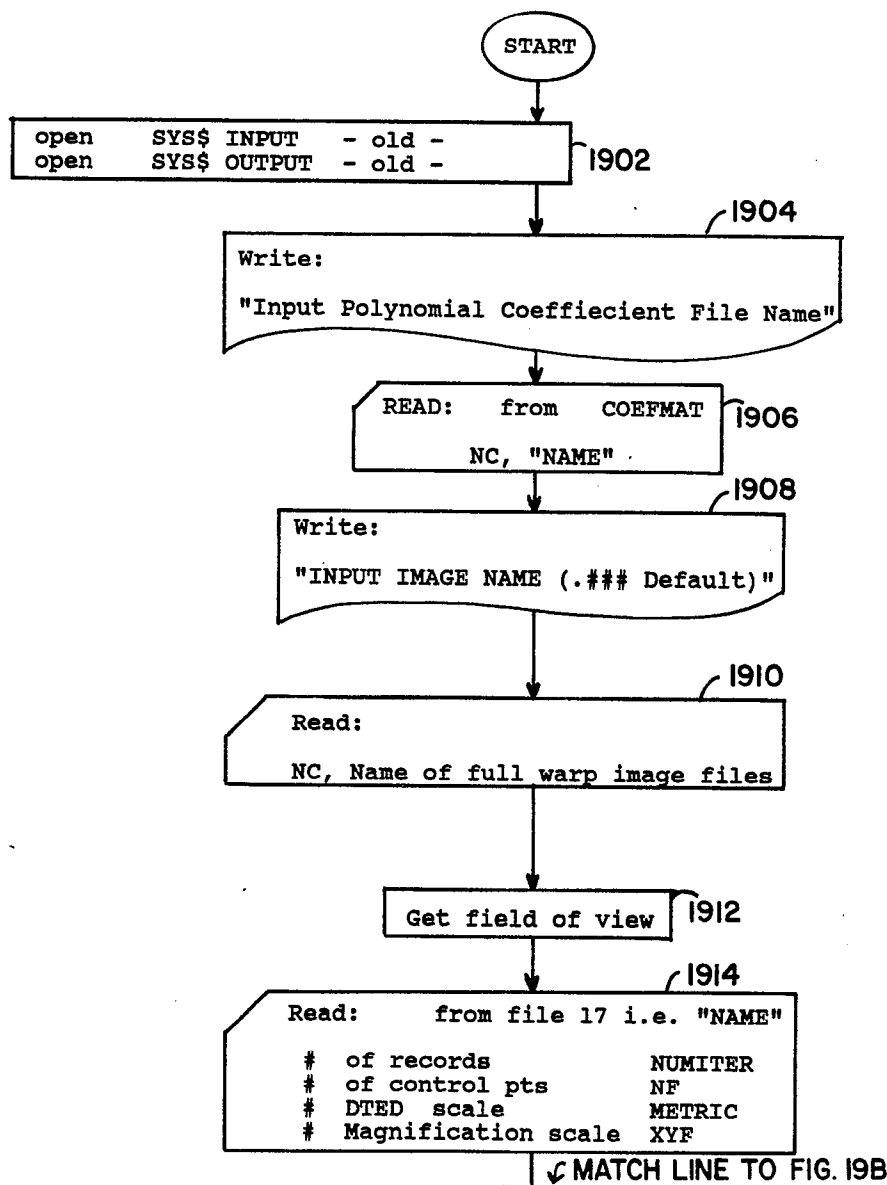 START
open SYS$ INPUT - old -
open SYS$ OUTPUT - old -
1902
1904
Write:
"Input Polynomial Coeffiecient File Name"
READ: from COEFMAT
1906
NC, "NAME"
1908
Write:
"INPUT IMAGE NAME (.### Default)"
1910
Read:
NC, Name of full warp image files
Get field of view
1912
1914
Read: from file 17 i.e. "NAME"
# of records NUMITER
# of control pts NF
# DTED scale METRIC
# Magnification scale XYF
MATCH LINE TO FIG. 19B